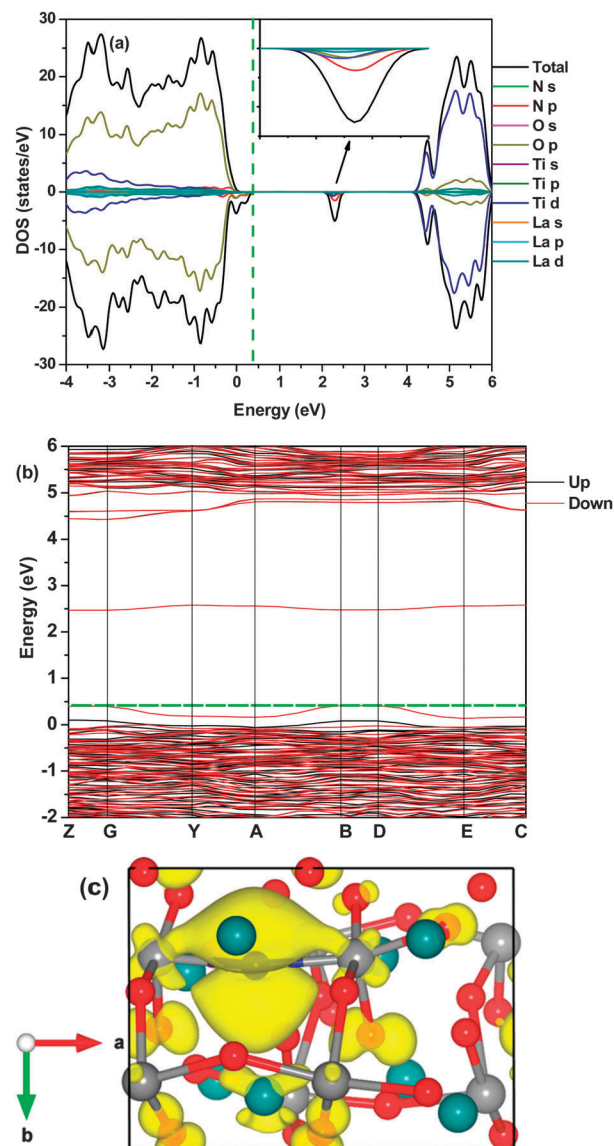 (a)
30
20
10
0
-10
-20
-30
DOS (states/eV)
-4 -3 -2 -1 0 1 2 3 4 5 6
Energy (eV)
Total
N s
N p
O s
O p
Ti s
Ti p
Ti d
La s
La p
La d
(b)
6
5
4
3
2
1
0
-1
-2
Energy (eV)
Z G Y A B D E C
Up
Down
(c)
a
b